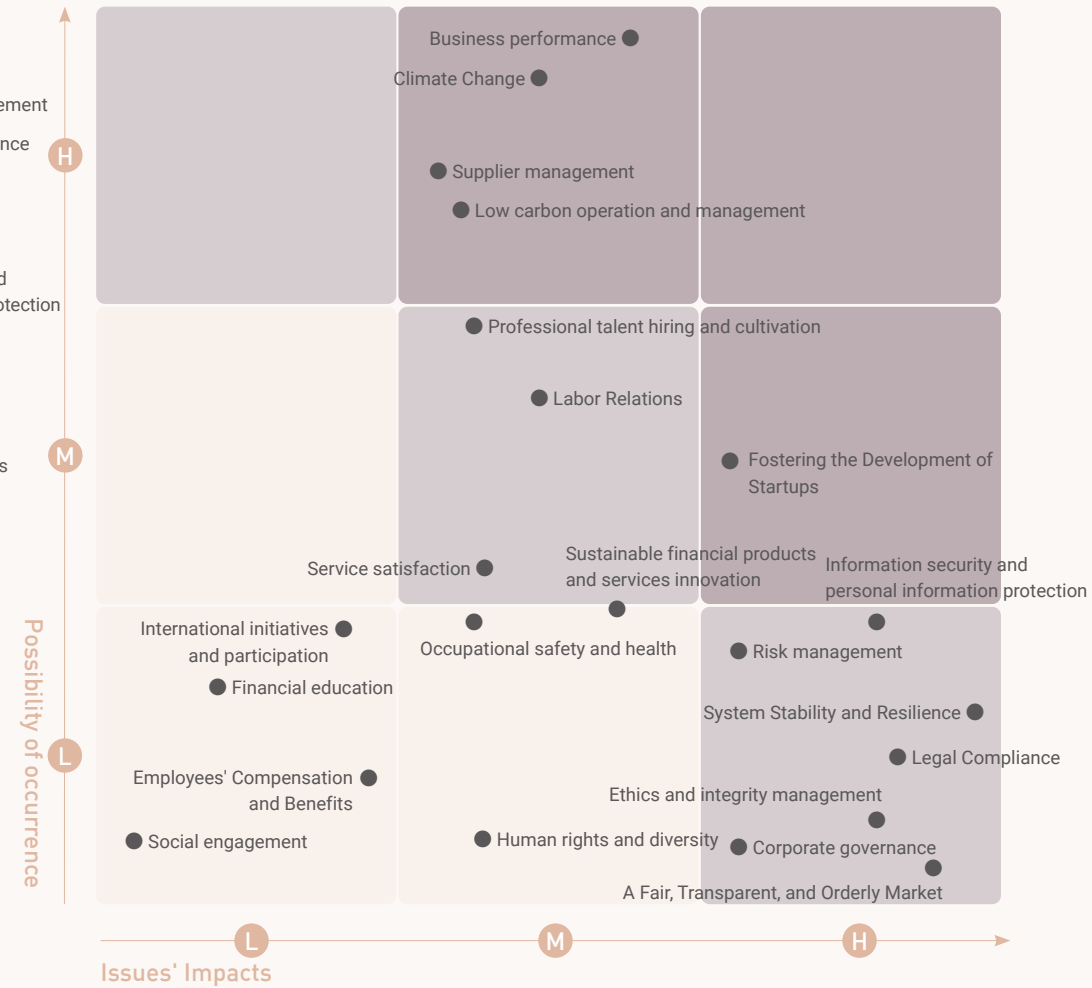 Business performance
Climate Change
Supplier management
Low carbon operation and management
Professional talent hiring and cultivation
Labor Relations
Fostering the Development of
Startups
Service satisfaction
Sustainable financial products
and services innovation
Information security and
personal information protection
International initiatives
and participation
Occupational safety and health
Risk management
Financial education
System Stability and Resilience
Legal Compliance
Employees' Compensation
and Benefits
Ethics and integrity management
Social engagement
Human rights and diversity
Corporate governance
A Fair, Transparent, and Orderly Market
H
M
L
Possibility of occurrence
L
M
H
Issues' Impacts